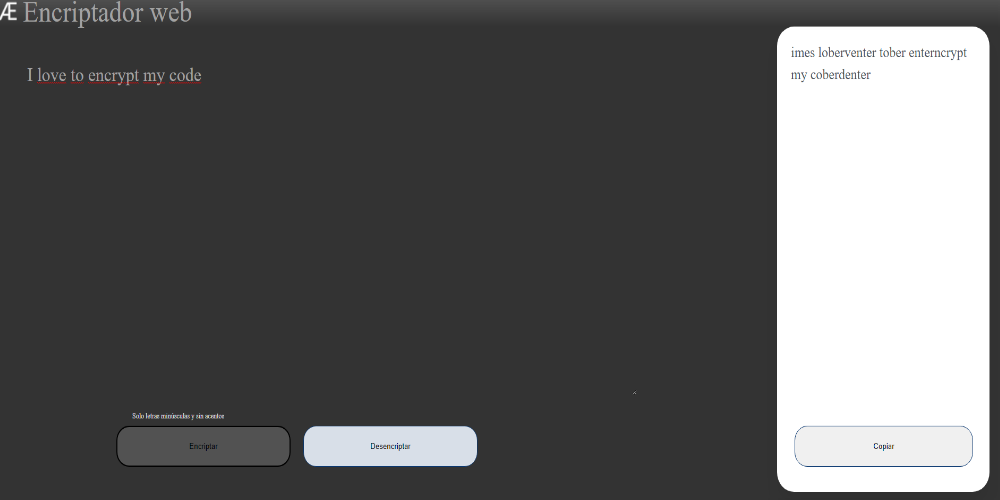 Æ Encriptador web
I love to encrypt my code
imes loberventer tober enterncrypt
my coberdenter
Solo letras minúsculas y sin acentos
Encriptar
Desencriptar
Copiar